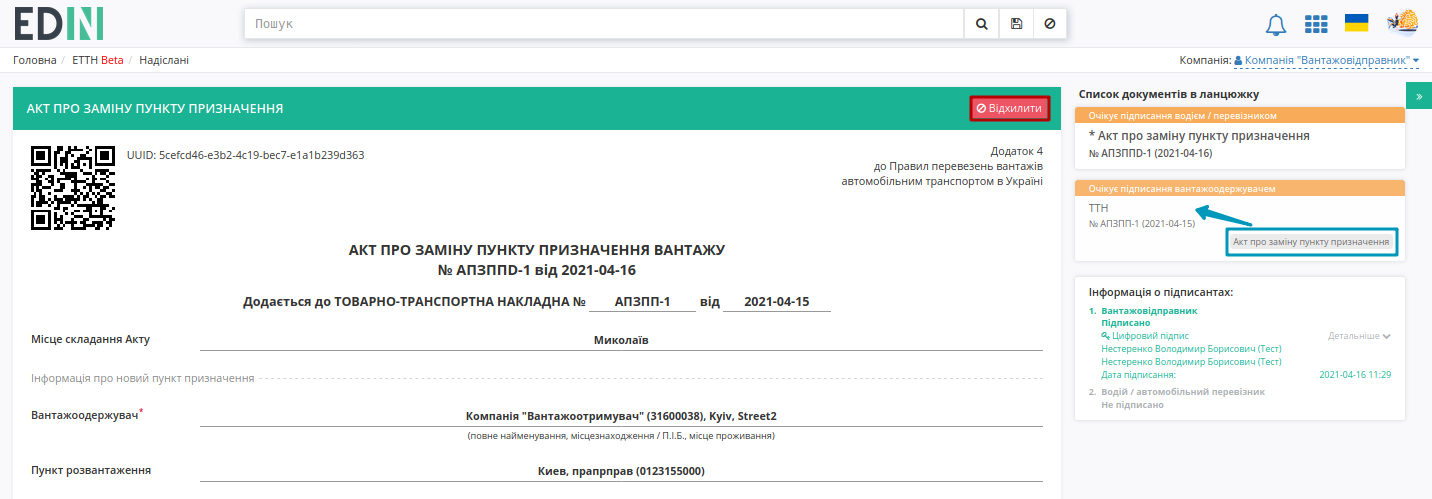 EDIN
Пошук
Головна / ЕТТН Beta / Надіслані
Компанія: Компанія "Вантажовідправник"
АКТ ПРО ЗАМІНУ ПУНКТУ ПРИЗНАЧЕННЯ
Відхилити
UUID: 5cefcd46-e3b2-4c19-bec7-e1a1b239d363
Додаток 4
до Правил перевезень вантажів
автомобільним транспортом в Україні
АКТ ПРО ЗАМІНУ ПУНКТУ ПРИЗНАЧЕННЯ ВАНТАЖУ
№ АПЗППD-1 від 2021-04-16
Додається до ТОВАРНО-ТРАНСПОРТНА НАКЛАДНА № АПЗПП-1 від 2021-04-15
Місце складання Акту Миколаїв
Інформація про новий пункт призначення
Вантажоодержувач* Компанія "Вантажоотримувач" (31600038), Kyiv, Street2
(повне найменування, місцезнаходження / П.І.Б., місце проживання)
Пункт розвантаження Киев, прапрправ (0123155000)
Список документів в ланцюжку
»
Очікує підписання водієм / перевізником
* Акт про заміну пункту призначення
№ АПЗППD-1 (2021-04-16)
Очікує підписання вантажоодержувачем
ТТН
№ АПЗПП-1 (2021-04-15)
Акт про заміну пункту призначення
Інформація о підписантах:
1. Вантажовідправник
Підписано
Цифровий підпис Детальніше
Нестеренко Володимир Борисович (Тест)
Нестеренко Володимир Борисович (Тест)
Дата підписання: 2021-04-16 11:29
2. Водій / автомобільний перевізник
Не підписано